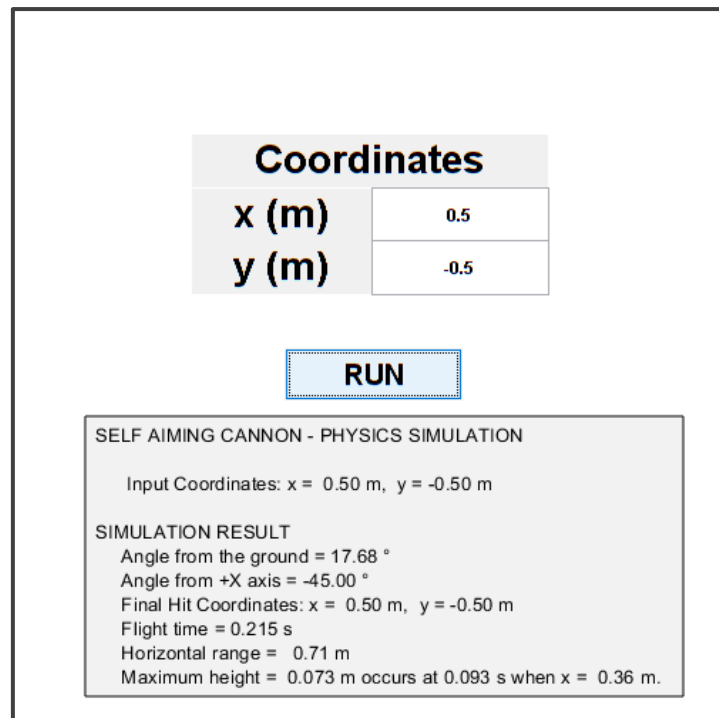 Coordinates
x (m) 0.5
y (m) -0.5
RUN
SELF AIMING CANNON - PHYSICS SIMULATION
Input Coordinates: x = 0.50 m, y = -0.50 m
SIMULATION RESULT
Angle from the ground = 17.68 °
Angle from +X axis = -45.00 °
Final Hit Coordinates: x = 0.50 m, y = -0.50 m
Flight time = 0.215 s
Horizontal range = 0.71 m
Maximum height = 0.073 m occurs at 0.093 s when x = 0.36 m.